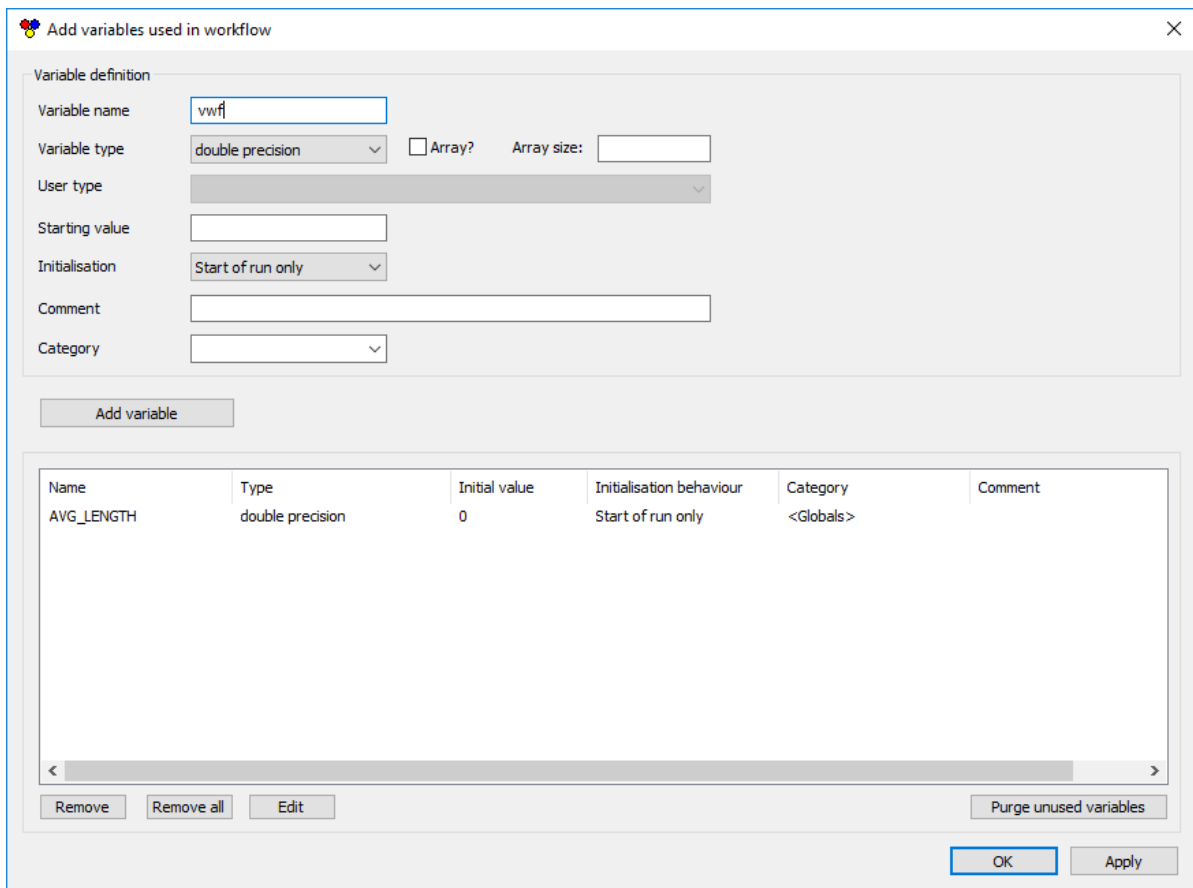 Add variables used in workflow
Variable definition
Variable name vwf
Variable type double precision Array? Array size:
User type
Starting value
Initialisation Start of run only
Comment
Category
Add variable
Name Type Initial value Initialisation behaviour Category Comment
AVG_LENGTH double precision 0 Start of run only <Globals>
Remove Remove all Edit Purge unused variables
OK Apply